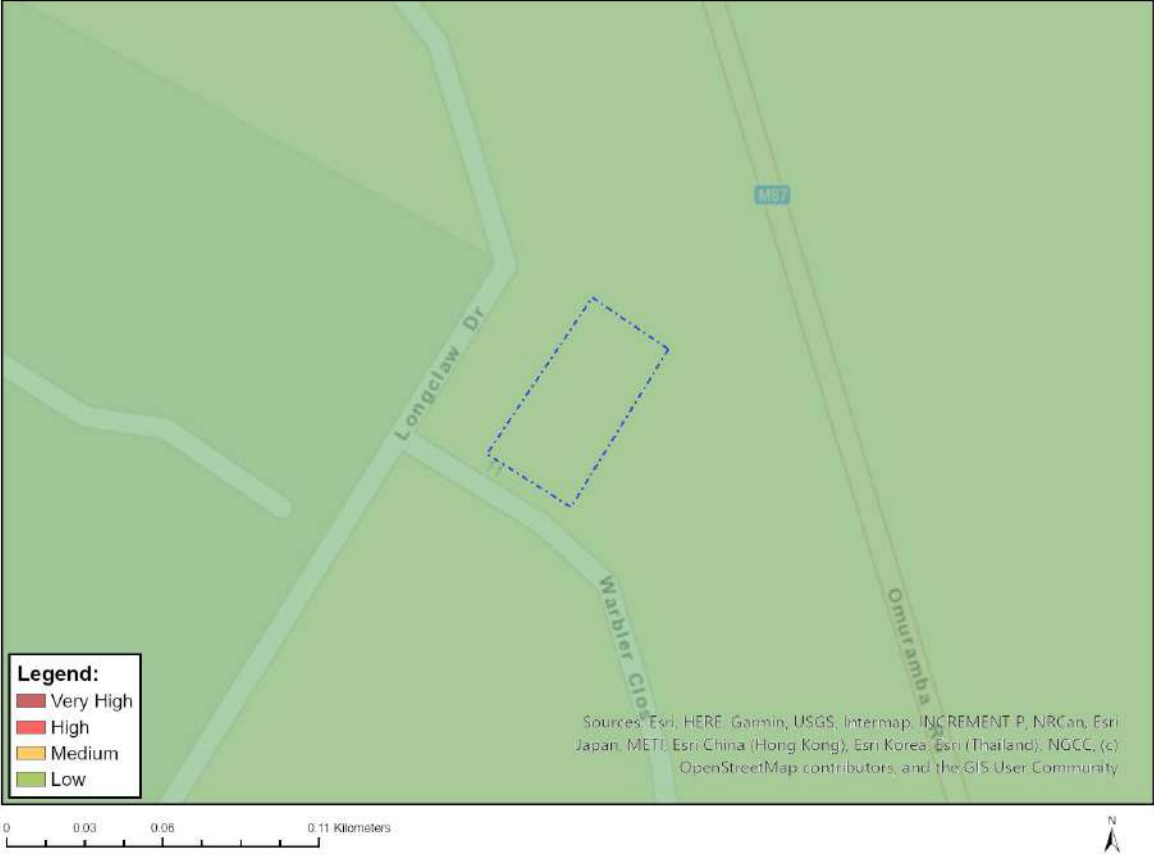 M87
Longclaw Dr
Warbler Clos
Omuramba
Legend:
Very High
High
Medium
Low
Sources: Esri, HERE, Garmin, USGS, Intermap, INCREMENT P, NRCan, Esri
Japan, METI, Esri China (Hong Kong), Esri Korea, Esri (Thailand), NGCC, (c)
OpenStreetMap contributors, and the GIS User Community
0 0.03 0.06 0.11 Kilometers
N